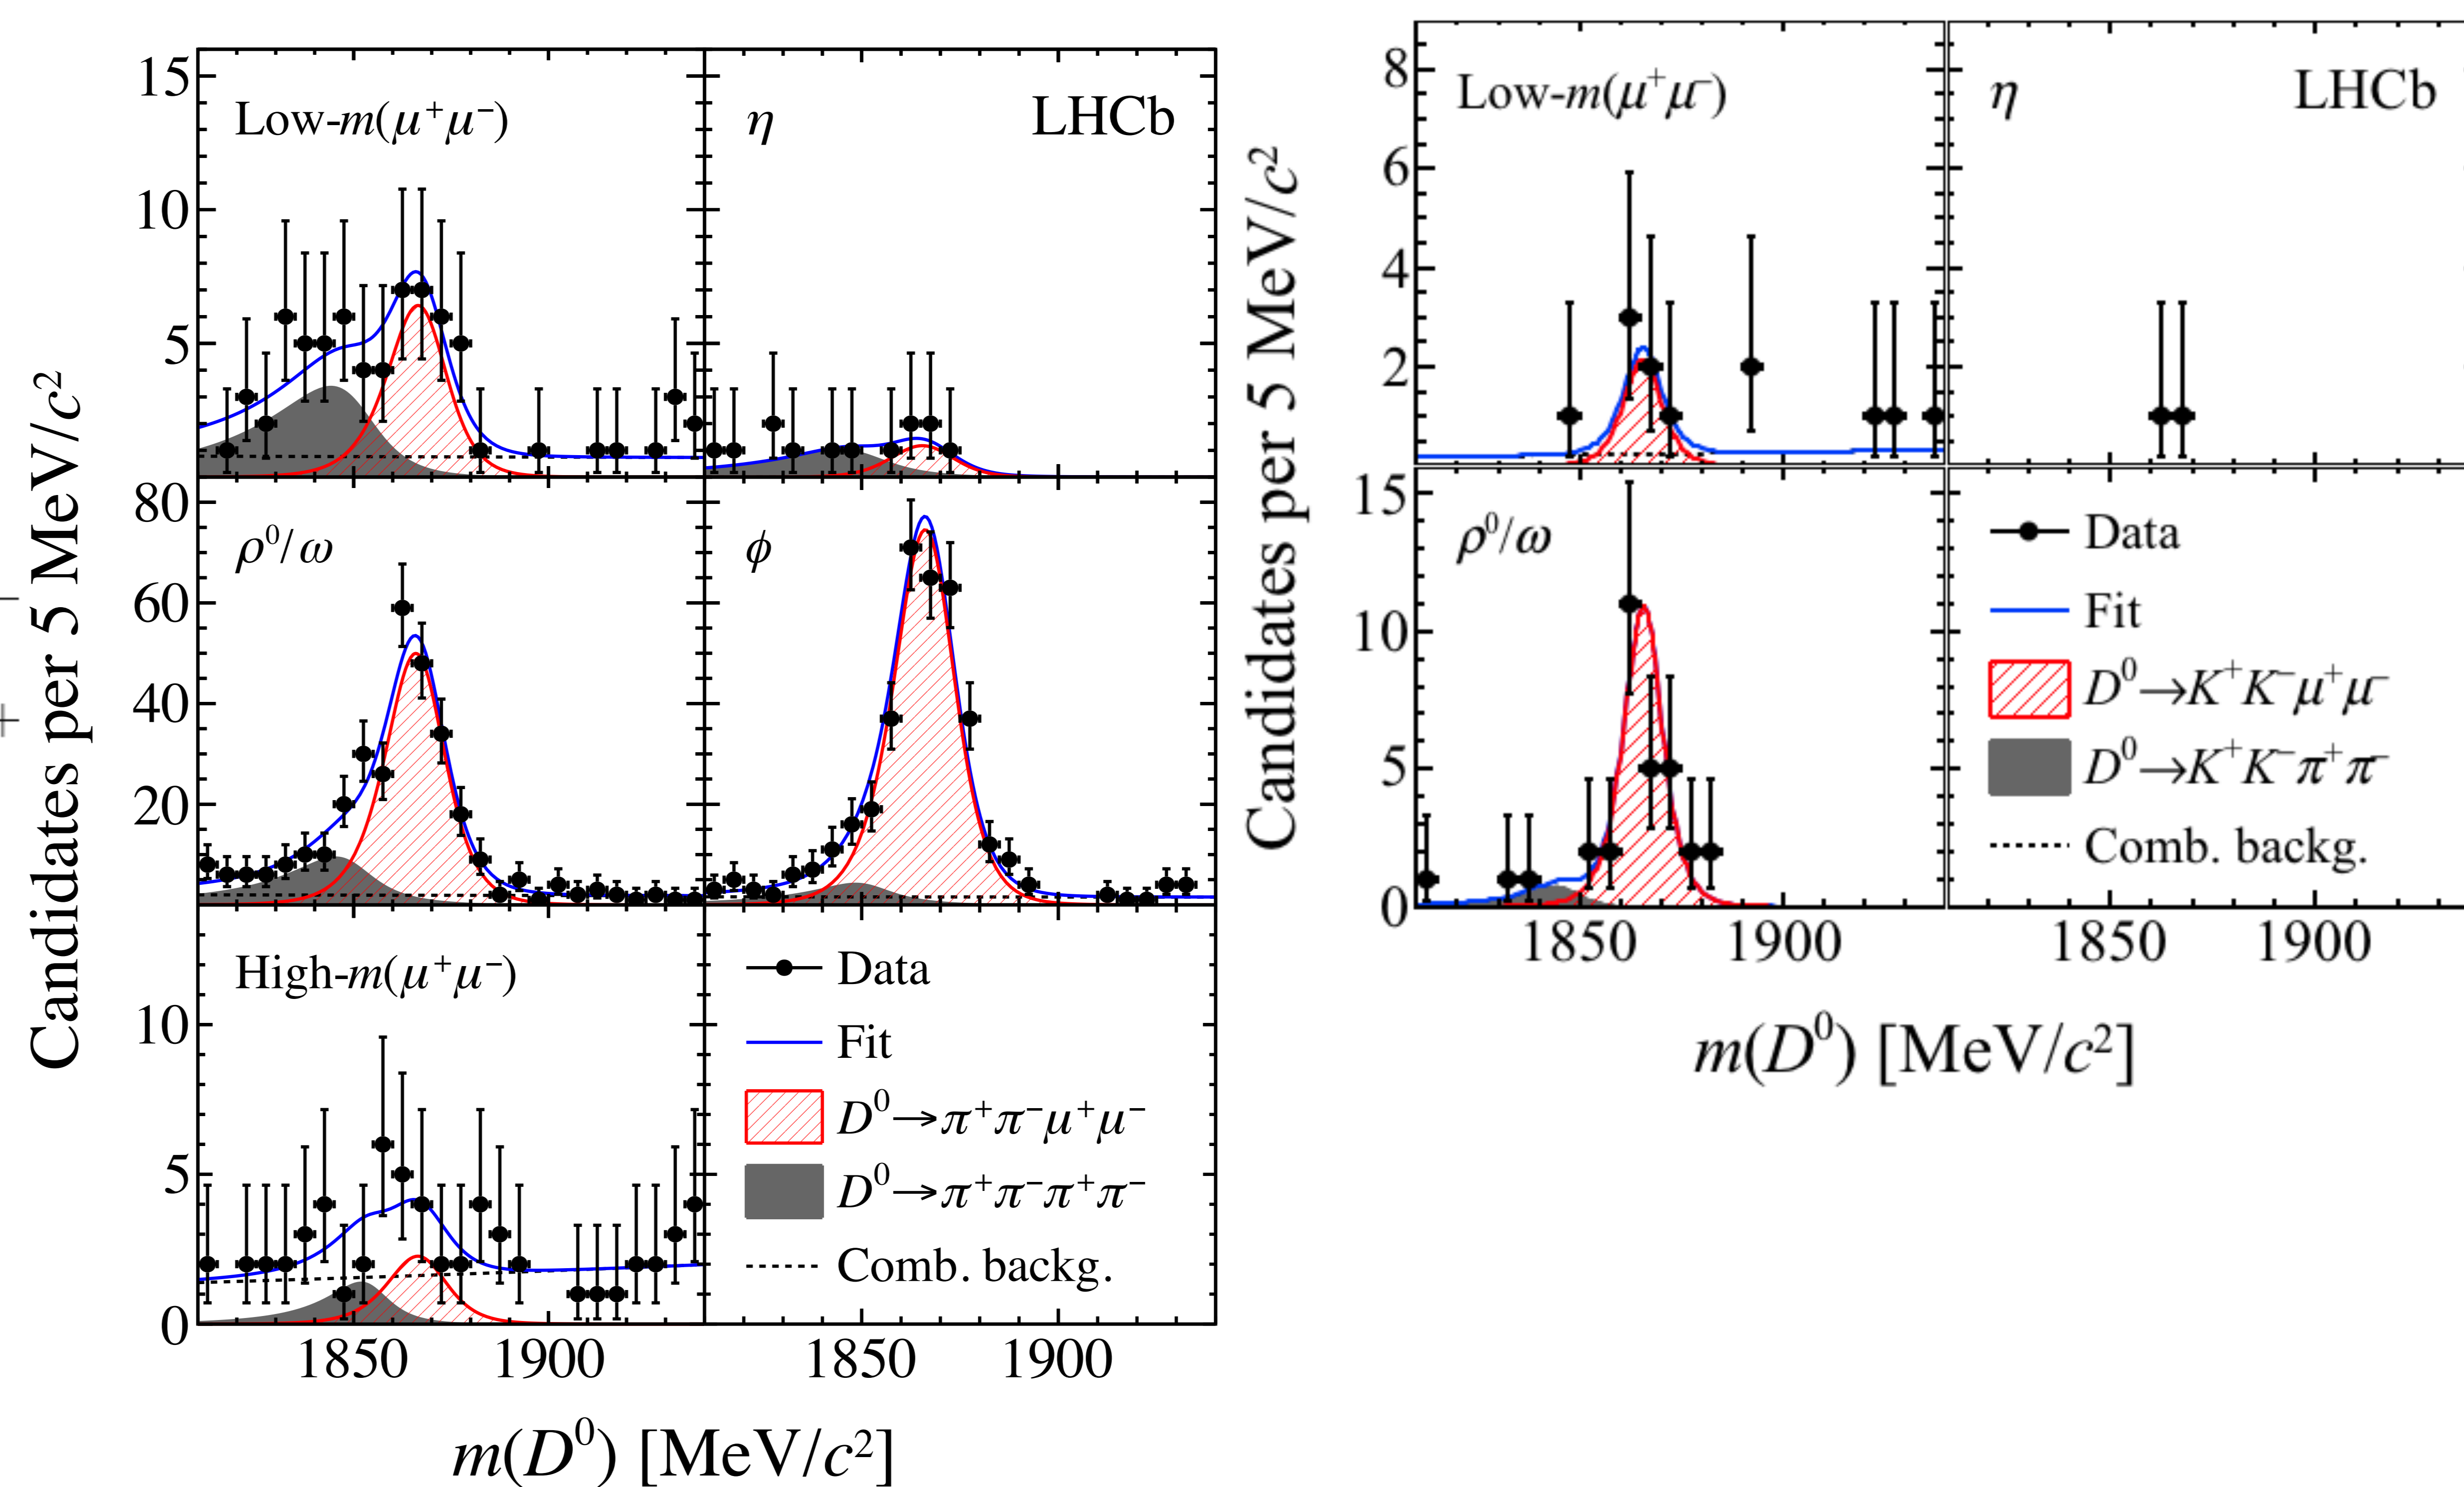 Candidates per 5 MeV/c²
15
10
5
Low-m(μ⁺μ⁻)
η
LHCb
80
60
40
20
ρ⁰/ω
ϕ
10
5
0
High-m(μ⁺μ⁻)
Data
Fit
D⁰→π⁺π⁻μ⁺μ⁻
D⁰→π⁺π⁻π⁺π⁻
Comb. backg.
1850 1900 1850 1900
m(D⁰) [MeV/c²]
Candidates per 5 MeV/c²
8
6
4
2
Low-m(μ⁺μ⁻)
η
LHCb
15
10
5
0
ρ⁰/ω
Data
Fit
D⁰→K⁺K⁻μ⁺μ⁻
D⁰→K⁺K⁻π⁺π⁻
Comb. backg.
1850 1900 1850 1900
m(D⁰) [MeV/c²]